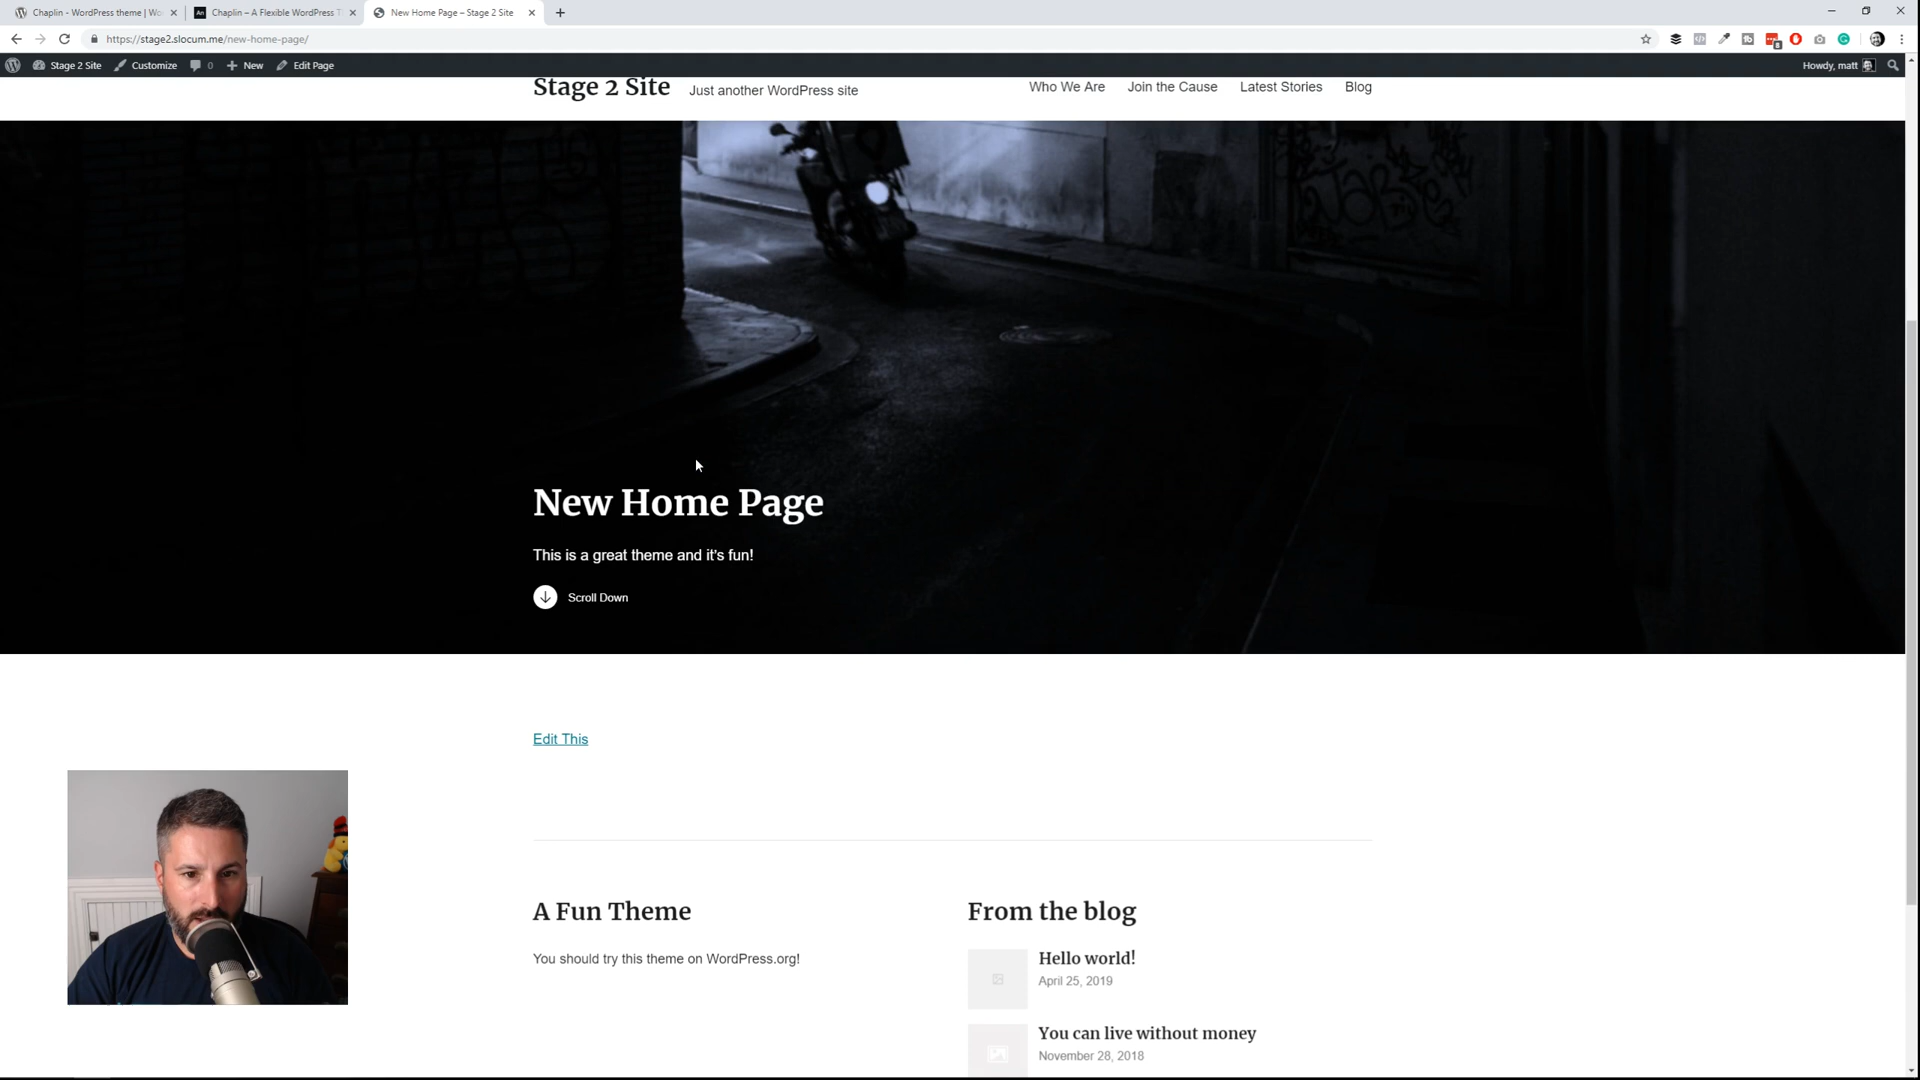 Chaplin - WordPress theme | Wo
Chaplin – A Flexible WordPress T
New Home Page – Stage 2 Site
https://stage2.slocum.me/new-home-page/
8
Stage 2 Site
Customize
0
New
Edit Page
Howdy, matt
Stage 2 Site
Just another WordPress site
Who We Are
Join the Cause
Latest Stories
Blog
New Home Page
This is a great theme and it's fun!
Scroll Down
Edit This
A Fun Theme
You should try this theme on WordPress.org!
From the blog
Hello world!
April 25, 2019
You can live without money
November 28, 2018